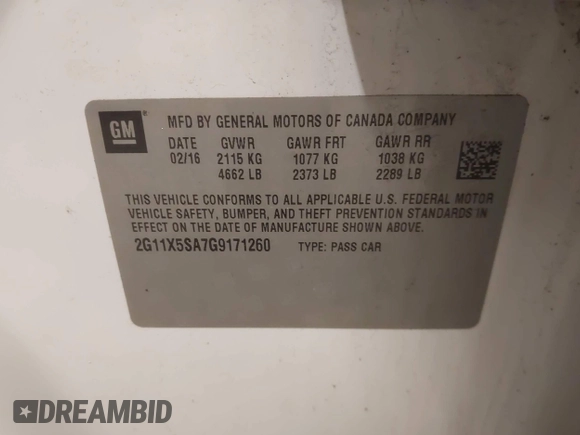 GM
MFD BY GENERAL MOTORS OF CANADA COMPANY
DATE GVWR GAWR FRT GAWR RR
02/16 2115 KG 1077 KG 1038 KG
4662 LB 2373 LB 2289 LB
THIS VEHICLE CONFORMS TO ALL APPLICABLE U.S. FEDERAL MOTOR
VEHICLE SAFETY, BUMPER, AND THEFT PREVENTION STANDARDS IN
EFFECT ON THE DATE OF MANUFACTURE SHOWN ABOVE.
2G11X5SA7G9171260 TYPE: PASS CAR
DREAMBID